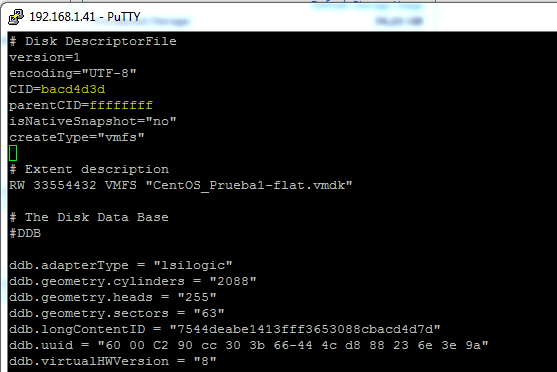 192.168.1.41 - PuTTY
# Disk DescriptorFile
version=1
encoding="UTF-8"
CID=bacd4d3d
parentCID=ffffffff
isNativeSnapshot="no"
createType="vmfs"
# Extent description
RW 33554432 VMFS "CentOS_Prueba1-flat.vmdk"
# The Disk Data Base
#DDB
ddb.adapterType = "lsilogic"
ddb.geometry.cylinders = "2088"
ddb.geometry.heads = "255"
ddb.geometry.sectors = "63"
ddb.longContentID = "7544deabe1413fff3653088cbacd4d7d"
ddb.uuid = "60 00 C2 90 cc 30 3b 66-44 4c d8 88 23 6e 3e 9a"
ddb.virtualHWVersion = "8"